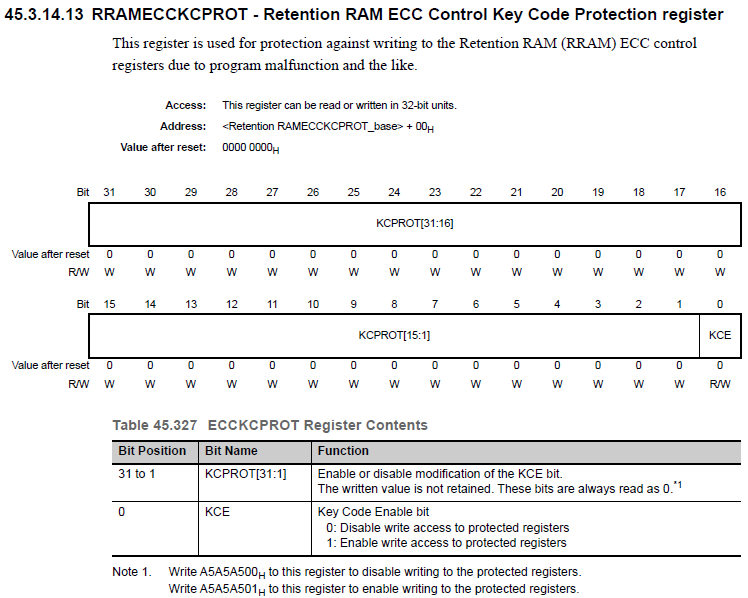 45.3.14.13 RRAMECCKCPROT - Retention RAM ECC Control Key Code Protection register
This register is used for protection against writing to the Retention RAM (RRAM) ECC control
registers due to program malfunction and the like.
Access: This register can be read or written in 32-bit units.
Address: <Retention RAMECCKCPROT_base> + 00H
Value after reset: 0000 0000H
Bit 31 30 29 28 27 26 25 24 23 22 21 20 19 18 17 16
KCPROT[31:16]
Value after reset 0 0 0 0 0 0 0 0 0 0 0 0 0 0 0 0
R/W W W W W W W W W W W W W W W W W
Bit 15 14 13 12 11 10 9 8 7 6 5 4 3 2 1 0
KCPROT[15:1] KCE
Value after reset 0 0 0 0 0 0 0 0 0 0 0 0 0 0 0 0
R/W W W W W W W W W W W W W W W W R/W
Table 45.327 ECCKCPROT Register Contents
Bit Position Bit Name Function
31 to 1 KCPROT[31:1] Enable or disable modification of the KCE bit.
The written value is not retained. These bits are always read as 0.*1
0 KCE Key Code Enable bit
0: Disable write access to protected registers
1: Enable write access to protected registers
Note 1. Write A5A5A500H to this register to disable writing to the protected registers.
Write A5A5A501H to this register to enable writing to the protected registers.